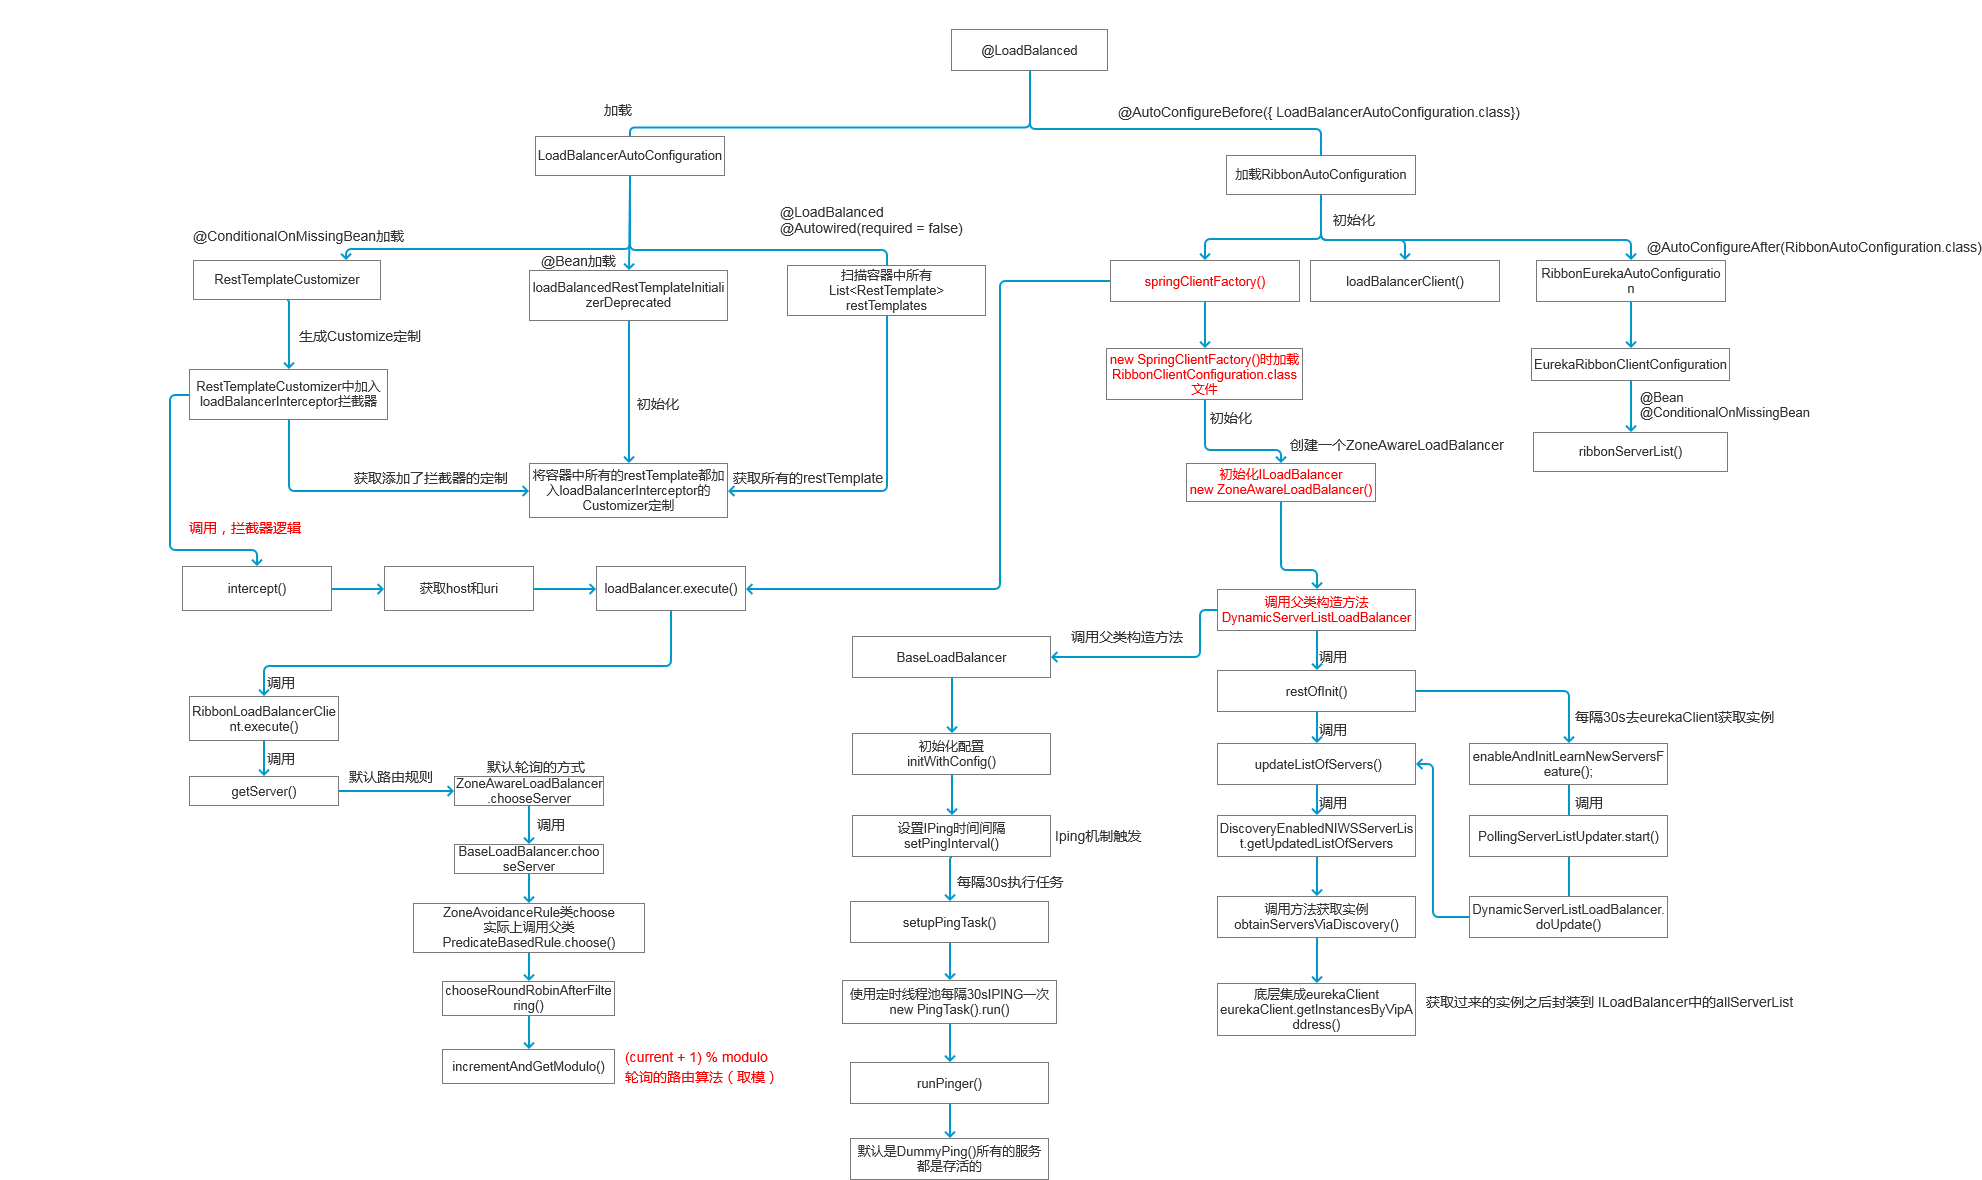 @LoadBalanced
加载
@AutoConfigureBefore({ LoadBalancerAutoConfiguration.class})
LoadBalancerAutoConfiguration
加载RibbonAutoConfiguration
@LoadBalanced
@Autowired(required = false)
初始化
@ConditionalOnMissingBean加载
@AutoConfigureAfter(RibbonAutoConfiguration.class)
@Bean加载
RestTemplateCustomizer
loadBalancedRestTemplateInitiali
zerDeprecated
扫描容器中所有
List<RestTemplate>
restTemplates
springClientFactory()
loadBalancerClient()
RibbonEurekaAutoConfiguratio
n
生成Customize定制
new SpringClientFactory()时加载
RibbonClientConfiguration.class
文件
EurekaRibbonClientConfiguration
RestTemplateCustomizer中加入
loadBalancerInterceptor拦截器
初始化
初始化
@Bean
@ConditionalOnMissingBean
创建一个ZoneAwareLoadBalancer
ribbonServerList()
获取添加了拦截器的定制
将容器中所有的restTemplate都加
入loadBalancerInterceptor的
Customizer定制
获取所有的restTemplate
初始化ILoadBalancer
new ZoneAwareLoadBalancer()
调用，拦截器逻辑
intercept()
获取host和uri
loadBalancer.execute()
调用父类构造方法
DynamicServerListLoadBalancer
调用父类构造方法
BaseLoadBalancer
调用
调用
restOfInit()
RibbonLoadBalancerClie
nt.execute()
每隔30s去eurekaClient获取实例
调用
调用
初始化配置
initWithConfig()
updateListOfServers()
enableAndInitLearnNewServersF
eature();
默认轮询的方式
默认路由规则
getServer()
ZoneAwareLoadBalancer
.chooseServer
调用
调用
调用
设置IPing时间间隔
setPingInterval()
Iping机制触发
DiscoveryEnabledNIWSServerLis
t.getUpdatedListOfServers
PollingServerListUpdater.start()
BaseLoadBalancer.choo
seServer
每隔30s执行任务
ZoneAvoidanceRule类choose
实际上调用父类
PredicateBasedRule.choose()
setupPingTask()
调用方法获取实例
obtainServersViaDiscovery()
DynamicServerListLoadBalancer.
doUpdate()
chooseRoundRobinAfterFilte
ring()
使用定时线程池每隔30sIPING一次
new PingTask().run()
底层集成eurekaClient
eurekaClient.getInstancesByVipA
ddress()
获取过来的实例之后封装到 ILoadBalancer中的allServerList
incrementAndGetModulo()
(current + 1) % modulo
轮询的路由算法（取模）
runPinger()
默认是DummyPing()所有的服务
都是存活的